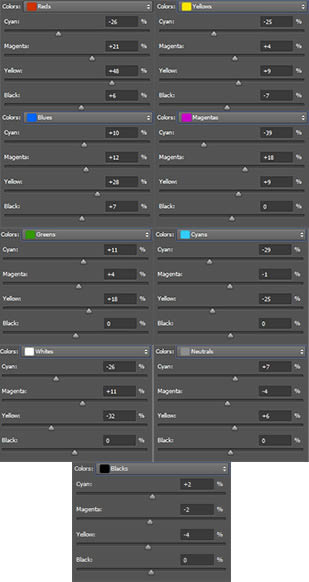 Colors: Reds
Cyan: -26 %
Magenta: +21 %
Yellow: +48 %
Black: +6 %
Colors: Yellows
Cyan: -25 %
Magenta: +4 %
Yellow: +9 %
Black: -7 %
Colors: Blues
Cyan: +10 %
Magenta: +12 %
Yellow: +28 %
Black: +7 %
Colors: Magentas
Cyan: -39 %
Magenta: +18 %
Yellow: +9 %
Black: 0 %
Colors: Greens
Cyan: +11 %
Magenta: +4 %
Yellow: +18 %
Black: 0 %
Colors: Cyans
Cyan: -29 %
Magenta: -1 %
Yellow: -25 %
Black: 0 %
Colors: Whites
Cyan: -26 %
Magenta: +11 %
Yellow: -32 %
Black: 0 %
Colors: Neutrals
Cyan: +7 %
Magenta: -4 %
Yellow: +6 %
Black: 0 %
Colors: Blacks
Cyan: +2 %
Magenta: -2 %
Yellow: -4 %
Black: 0 %